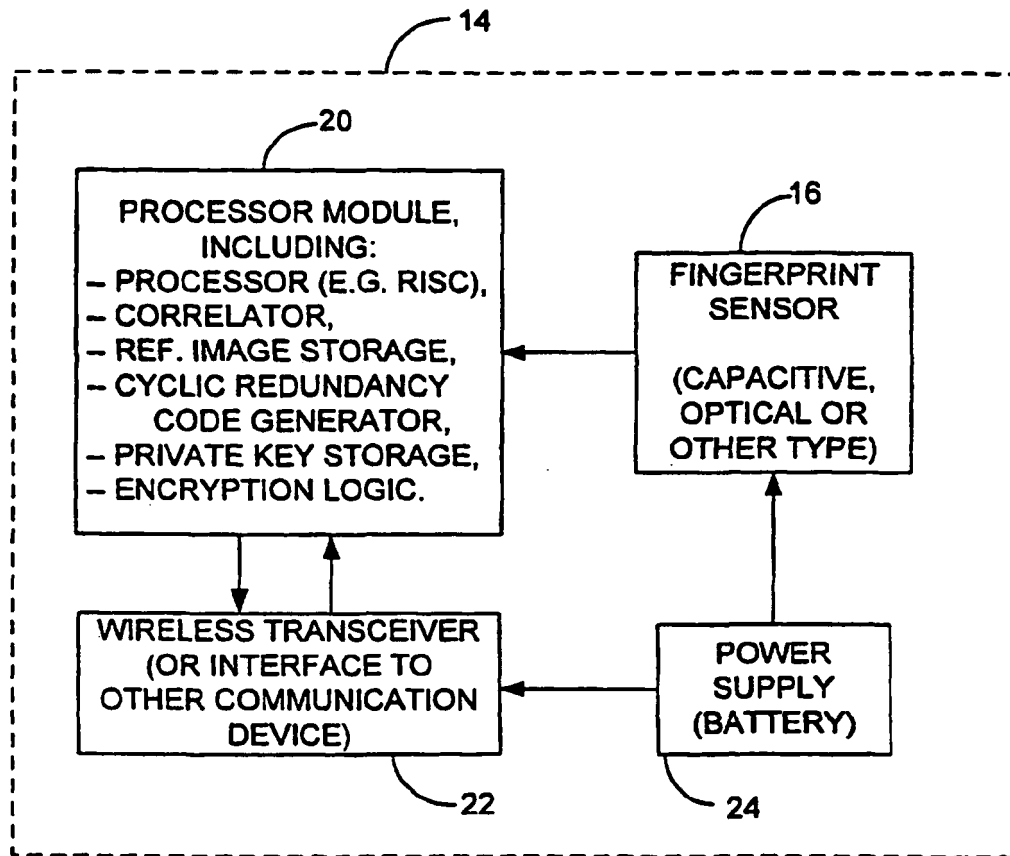 14
20
PROCESSOR MODULE,
INCLUDING:
– PROCESSOR (E.G. RISC),
– CORRELATOR,
– REF. IMAGE STORAGE,
– CYCLIC REDUNDANCY
CODE GENERATOR,
– PRIVATE KEY STORAGE,
– ENCRYPTION LOGIC.
16
FINGERPRINT
SENSOR
(CAPACITIVE,
OPTICAL OR
OTHER TYPE)
WIRELESS TRANSCEIVER
(OR INTERFACE TO
OTHER COMMUNICATION
DEVICE)
22
POWER
SUPPLY
(BATTERY)
24